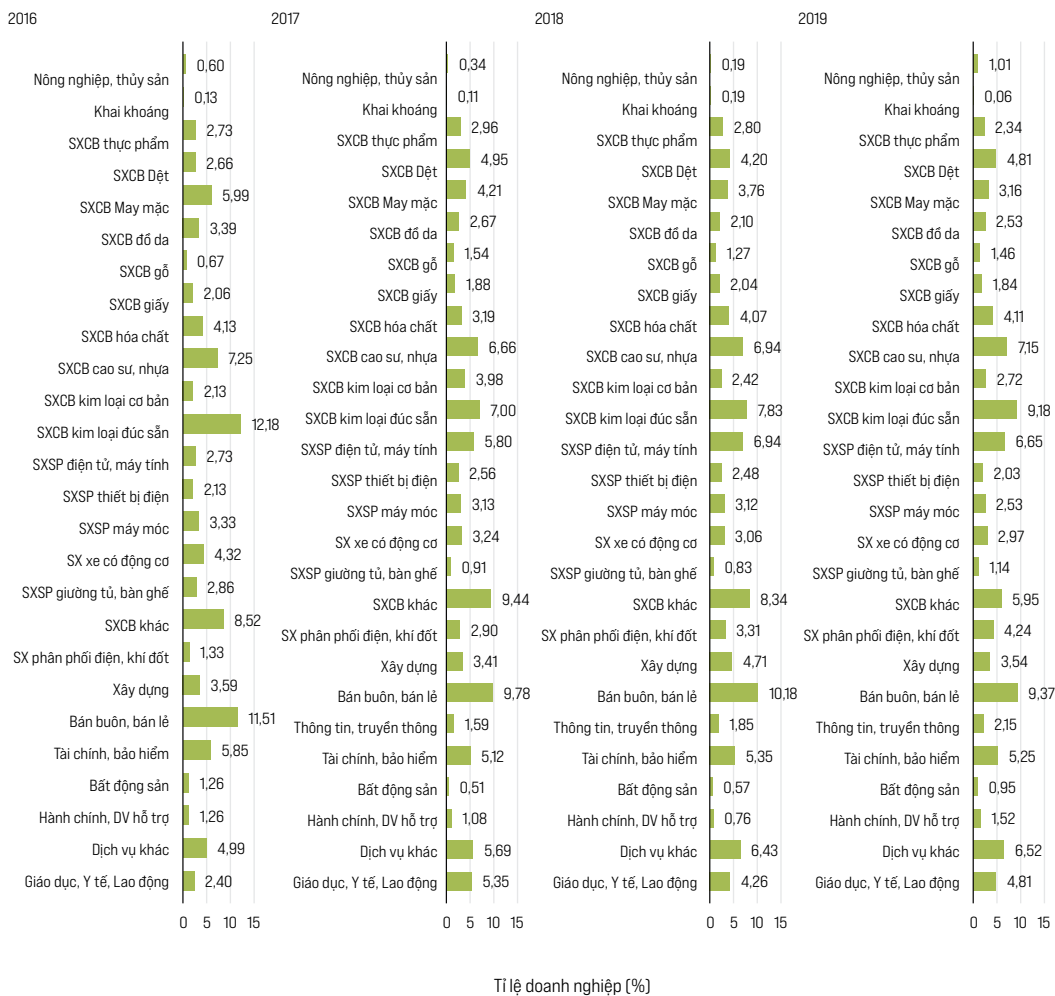 2016
Nông nghiệp, thủy sản 0,60
Khai khoáng 0,13
SXCB thực phẩm 2,73
SXCB Dệt 2,66
SXCB May mặc 5,99
SXCB đồ da 3,39
SXCB gỗ 0,67
SXCB giấy 2,06
SXCB hóa chất 4,13
SXCB cao sư, nhựa 7,25
SXCB kim loại cơ bản 2,13
SXCB kim loại đúc sẵn 12,18
SXSP điện tử, máy tính 2,73
SXSP thiết bị điện 2,13
SXSP máy móc 3,33
SX xe có động cơ 4,32
SXSP giường tủ, bàn ghế 2,86
SXCB khác 8,52
SX phân phối điện, khí đốt 1,33
Xây dựng 3,59
Bán buôn, bán lẻ 11,51
Tài chính, bảo hiểm 5,85
Bất động sản 1,26
Hành chính, DV hỗ trợ 1,26
Dịch vụ khác 4,99
Giáo dục, Y tế, Lao động 2,40
0 5 10 15
2017
Nông nghiệp, thủy sản 0,34
Khai khoáng 0,11
SXCB thực phẩm 2,96
SXCB Dệt 4,95
SXCB May mặc 4,21
SXCB đồ da 2,67
SXCB gỗ 1,54
SXCB giấy 1,88
SXCB hóa chất 3,19
SXCB cao sư, nhựa 6,66
SXCB kim loại cơ bản 3,98
SXCB kim loại đúc sẵn 7,00
SXSP điện tử, máy tính 5,80
SXSP thiết bị điện 2,56
SXSP máy móc 3,13
SX xe có động cơ 3,24
SXSP giường tủ, bàn ghế 0,91
SXCB khác 9,44
SX phân phối điện, khí đốt 2,90
Xây dựng 3,41
Bán buôn, bán lẻ 9,78
Thông tin, truyền thông 1,59
Tài chính, bảo hiểm 5,12
Bất động sản 0,51
Hành chính, DV hỗ trợ 1,08
Dịch vụ khác 5,69
Giáo dục, Y tế, Lao động 5,35
0 5 10 15
2018
Nông nghiệp, thủy sản 0,19
Khai khoáng 0,19
SXCB thực phẩm 2,80
SXCB Dệt 4,20
SXCB May mặc 3,76
SXCB đồ da 2,10
SXCB gỗ 1,27
SXCB giấy 2,04
SXCB hóa chất 4,07
SXCB cao sư, nhựa 6,94
SXCB kim loại cơ bản 2,42
SXCB kim loại đúc sẵn 7,83
SXSP điện tử, máy tính 6,94
SXSP thiết bị điện 2,48
SXSP máy móc 3,12
SX xe có động cơ 3,06
SXSP giường tủ, bàn ghế 0,83
SXCB khác 8,34
SX phân phối điện, khí đốt 3,31
Xây dựng 4,71
Bán buôn, bán lẻ 10,18
Thông tin, truyền thông 1,85
Tài chính, bảo hiểm 5,35
Bất động sản 0,57
Hành chính, DV hỗ trợ 0,76
Dịch vụ khác 6,43
Giáo dục, Y tế, Lao động 4,26
0 5 10 15
2019
Nông nghiệp, thủy sản 1,01
Khai khoáng 0,06
SXCB thực phẩm 2,34
SXCB Dệt 4,81
SXCB May mặc 3,16
SXCB đồ da 2,53
SXCB gỗ 1,46
SXCB giấy 1,84
SXCB hóa chất 4,11
SXCB cao su, nhựa 7,15
SXCB kim loại cơ bản 2,72
SXCB kim loại đúc sẵn 9,18
SXSP điện tử, máy tính 6,65
SXSP thiết bị điện 2,03
SXSP máy móc 2,53
SX xe có động cơ 2,97
SXSP giường tủ, bàn ghế 1,14
SXCB khác 5,95
SX phân phối điện, khí đốt 4,24
Xây dựng 3,54
Bán buôn, bán lẻ 9,37
Thông tin, truyền thông 2,15
Tài chính, bảo hiểm 5,25
Bất động sản 0,95
Hành chính, DV hỗ trợ 1,52
Dịch vụ khác 6,52
Giáo dục, Y tế, Lao động 4,81
0 5 10 15
Tỉ lệ doanh nghiệp (%)